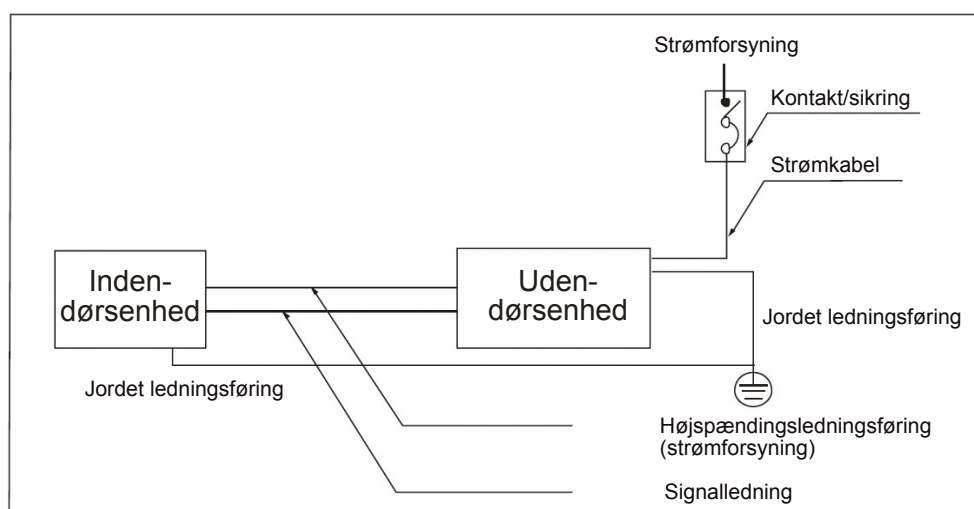 Strømforsyning
Kontakt/sikring
Strømkabel
Inden-
dørsenhed
Uden-
dørsenhed
Jordet ledningsføring
Jordet ledningsføring
Højspændingsledningsføring
(strømforsyning)
Signalledning